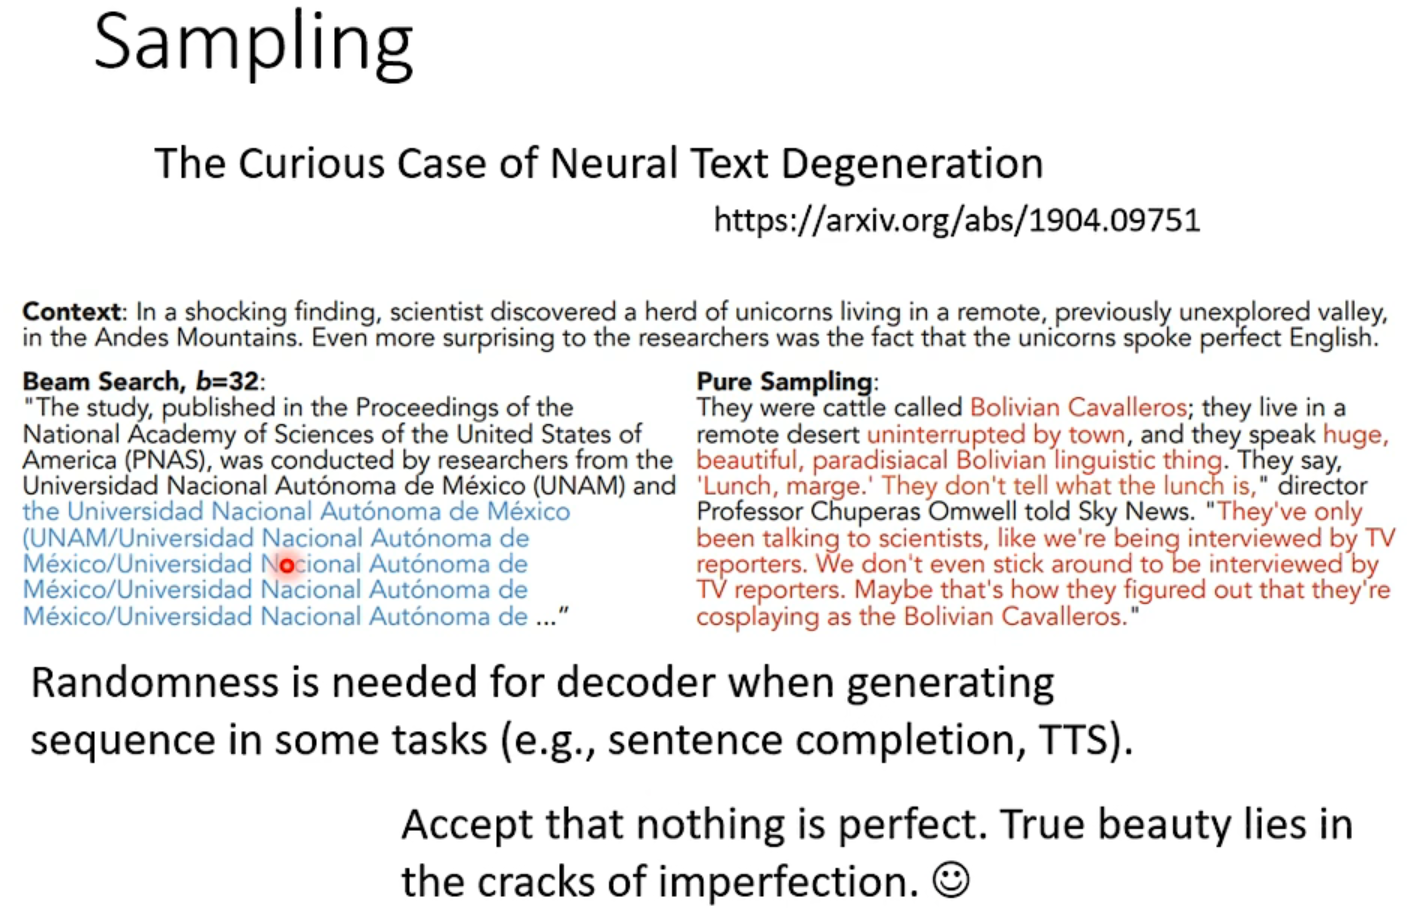 Sampling
The Curious Case of Neural Text Degeneration
https://arxiv.org/abs/1904.09751
Context: In a shocking finding, scientist discovered a herd of unicorns living in a remote, previously unexplored valley,
in the Andes Mountains. Even more surprising to the researchers was the fact that the unicorns spoke perfect English.
Beam Search, b=32:
"The study, published in the Proceedings of the
National Academy of Sciences of the United States of
America (PNAS), was conducted by researchers from the
Universidad Nacional Autónoma de México (UNAM) and
the Universidad Nacional Autónoma de México
(UNAM/Universidad Nacional Autónoma de
México/Universidad Nacional Autónoma de
México/Universidad Nacional Autónoma de
México/Universidad Nacional Autónoma de ...”
Pure Sampling:
They were cattle called Bolivian Cavalleros; they live in a
remote desert uninterrupted by town, and they speak huge,
beautiful, paradisiacal Bolivian linguistic thing. They say,
'Lunch, marge.' They don't tell what the lunch is," director
Professor Chuperas Omwell told Sky News. "They've only
been talking to scientists, like we're being interviewed by TV
reporters. We don't even stick around to be interviewed by
TV reporters. Maybe that's how they figured out that they're
cosplaying as the Bolivian Cavalleros."
Randomness is needed for decoder when generating
sequence in some tasks (e.g., sentence completion, TTS).
Accept that nothing is perfect. True beauty lies in
the cracks of imperfection. ☺